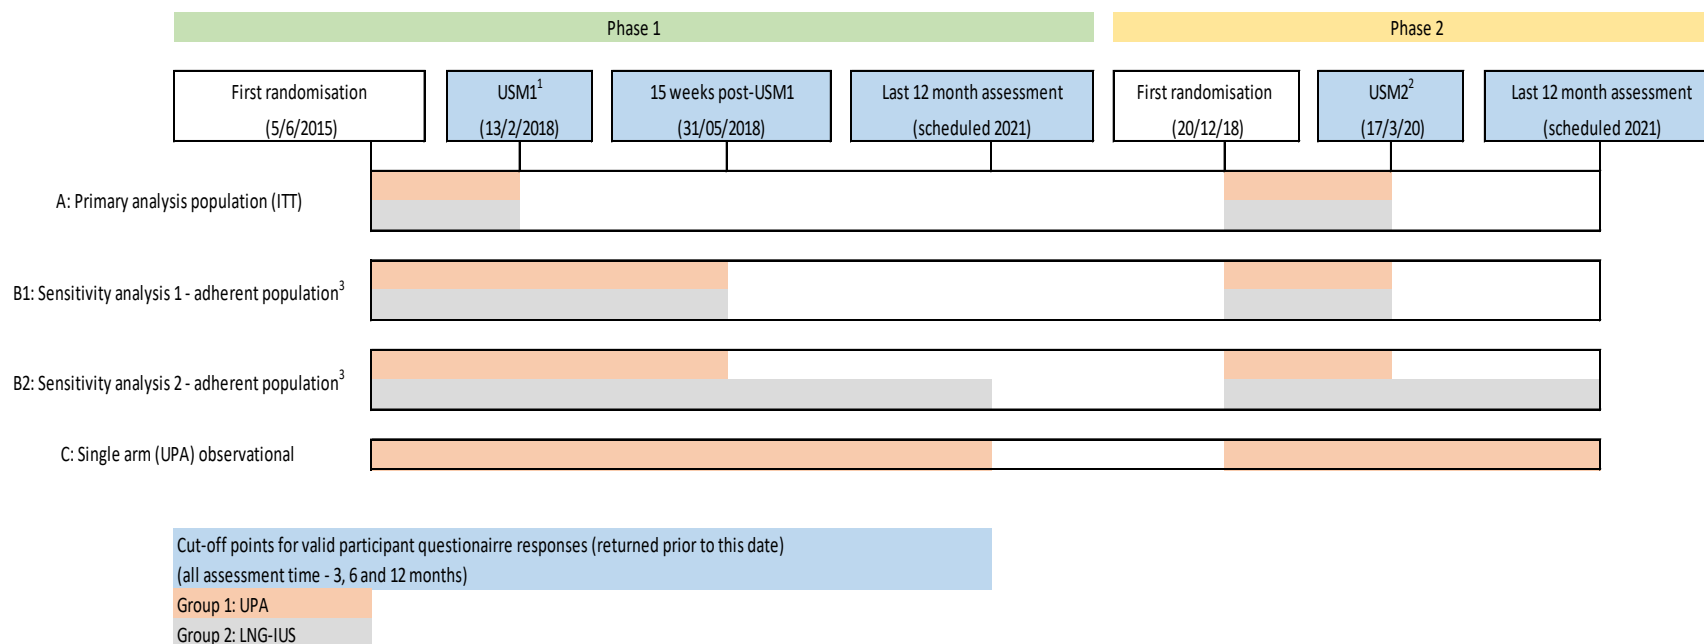 Phase 1
Phase 2
First randomisation
(5/6/2015)
USM1¹
(13/2/2018)
15 weeks post-USM1
(31/05/2018)
Last 12 month assessment
(scheduled 2021)
First randomisation
(20/12/18)
USM2²
(17/3/20)
Last 12 month assessment
(scheduled 2021)
A: Primary analysis population (ITT)
B1: Sensitivity analysis 1 - adherent population³
B2: Sensitivity analysis 2 - adherent population³
C: Single arm (UPA) observational
Cut-off points for valid participant questionairre responses (returned prior to this date)
(all assessment time - 3, 6 and 12 months)
Group 1: UPA
Group 2: LNG-IUS